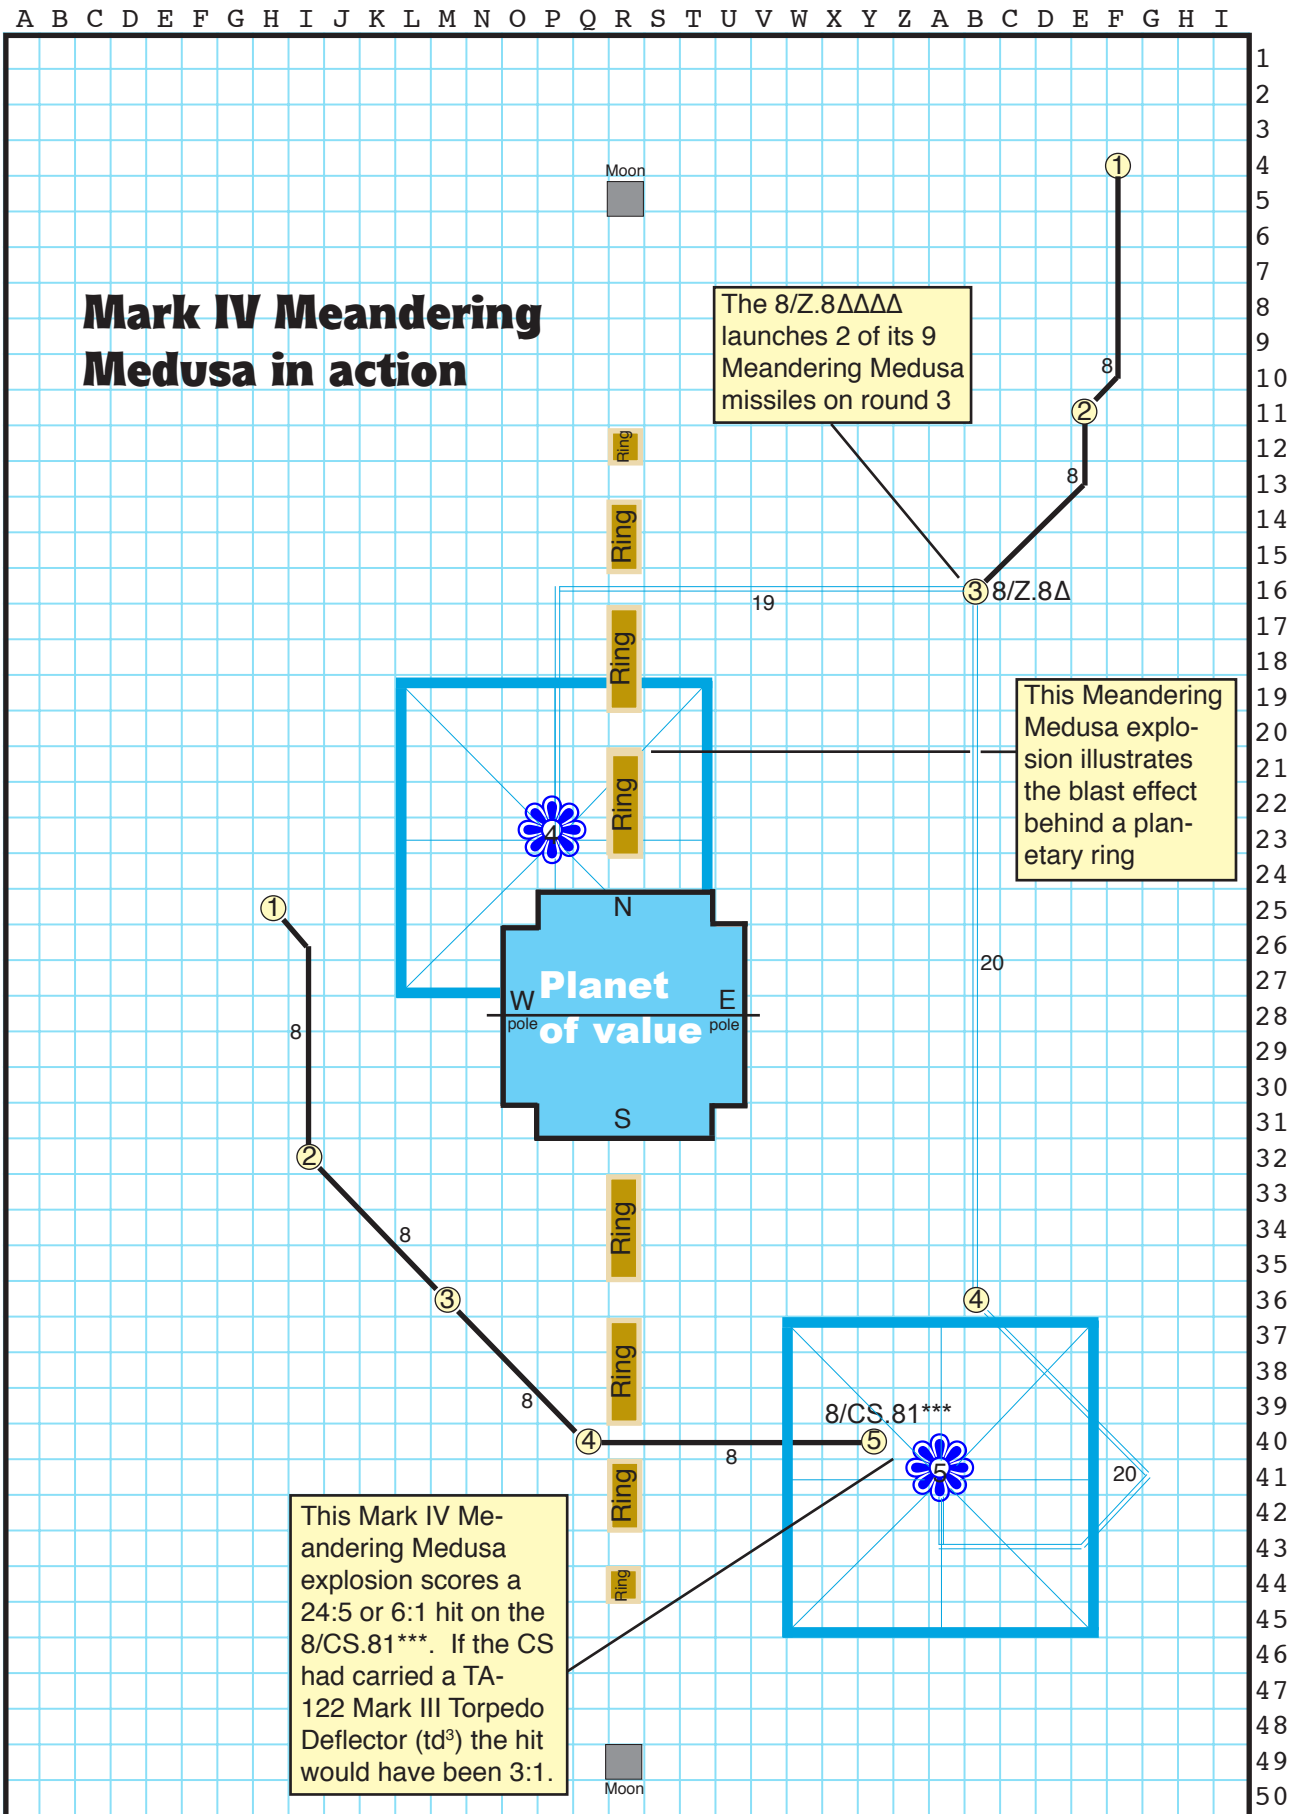 A B C D E F G H I J K L M N O P Q R S T U V W X Y Z A B C D E F G H I
1
2
3
4
1
Moon
5
6
7
Mark IV Meandering
Medusa in action
The 8/Z.8ΔΔΔΔ
launches 2 of its 9
Meandering Medusa
missiles on round 3
8
9
8
10
2
11
Ring
12
8
13
Ring
14
15
3 8/Z.8Δ
16
19
17
Ring
18
This Meandering
Medusa explo-
sion illustrates
the blast effect
behind a plan-
etary ring
19
20
21
Ring
22
4
23
24
1
N
25
26
20
Planet
of value
W
pole
E
pole
27
28
8
29
30
S
31
2
32
33
Ring
34
8
35
3
4
36
37
Ring
38
8
39
8/CS.81***
4
5
40
8
5
20
41
Ring
42
43
Ring
44
45
46
47
48
49
50
This Mark IV Me-
andering Medusa
explosion scores a
24:5 or 6:1 hit on the
8/CS.81***.  If the CS
had carried a TA-
122 Mark III Torpedo
Deflector (td³) the hit
would have been 3:1.
Moon